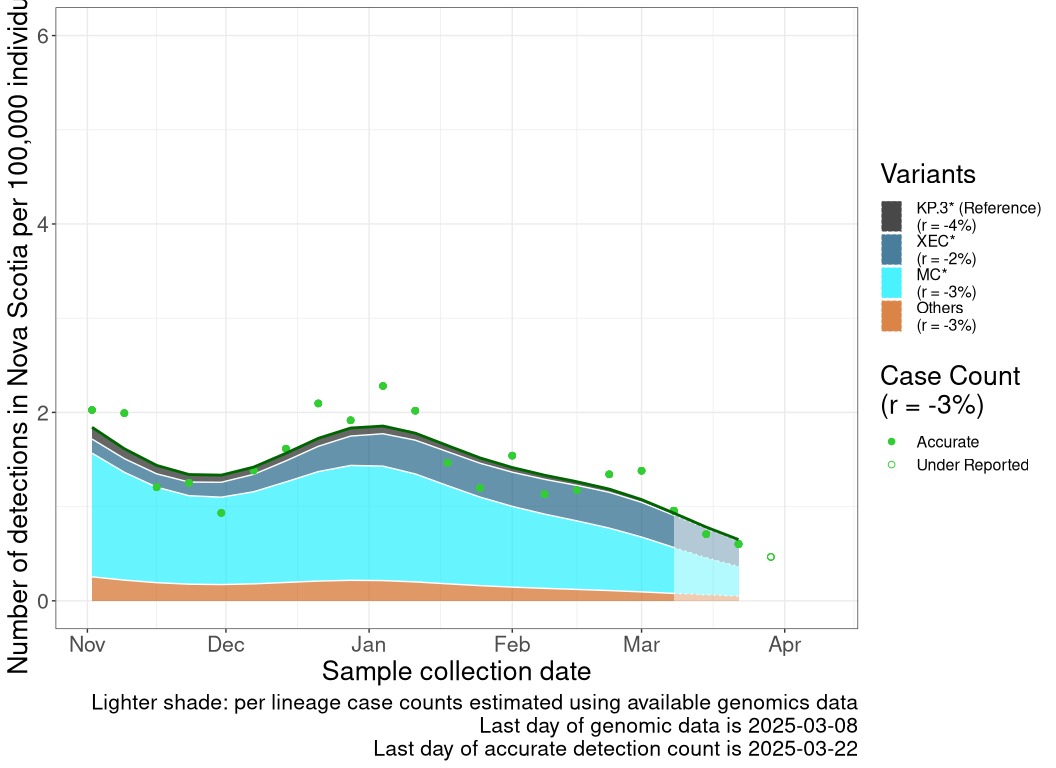 Number of detections in Nova Scotia per 100,000
6
4
2
0
Nov Dec Jan Feb Mar Apr
Sample collection date
Lighter shade: per lineage case counts estimated using available genomics data
Last day of genomic data is 2025-03-08
Last day of accurate detection count is 2025-03-22
Variants
KP.3* (Reference)
(r = -4%)
XEC*
(r = -2%)
MC*
(r = -3%)
Others
(r = -3%)
Case Count
(r = -3%)
Accurate
Under Reported